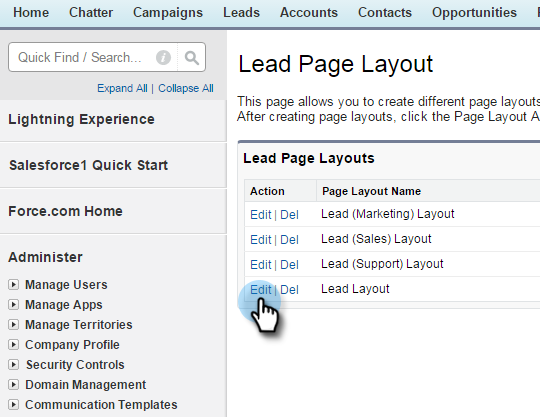 Home Chatter Campaigns Leads Accounts Contacts Opportunities
Quick Find / Search...
Expand All | Collapse All
Lightning Experience
Salesforce1 Quick Start
Force.com Home
Administer
Manage Users
Manage Apps
Manage Territories
Company Profile
Security Controls
Domain Management
Communication Templates
Lead Page Layout
This page allows you to create different page layouts
After creating page layouts, click the Page Layout A
Lead Page Layouts
Action Page Layout Name
Edit | Del Lead (Marketing) Layout
Edit | Del Lead (Sales) Layout
Edit | Del Lead (Support) Layout
Edit | Del Lead Layout